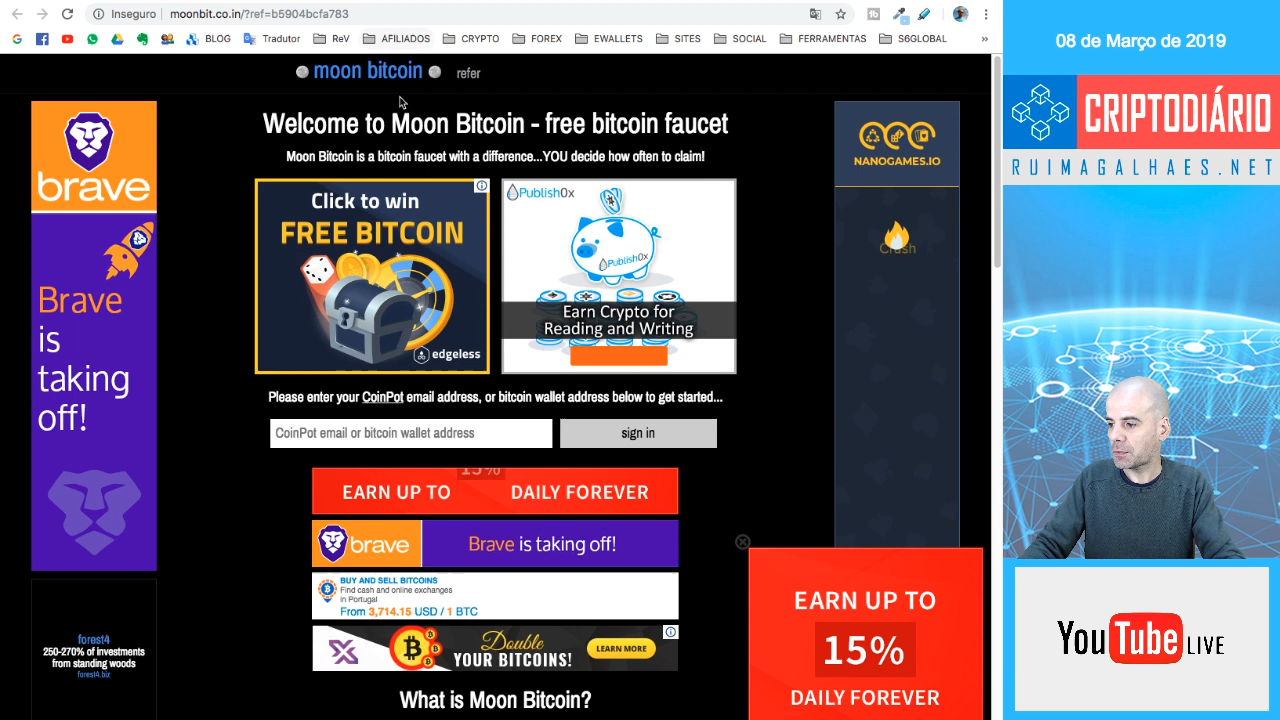 Inseguro
moonbit.co.in/?ref=b5904bcfa783
BLOG
Tradutor
ReV
AFILIADOS
CRYPTO
FOREX
EWALLETS
SITES
SOCIAL
FERRAMENTAS
S6GLOBAL
»
moon bitcoin
refer
Welcome to Moon Bitcoin - free bitcoin faucet
Moon Bitcoin is a bitcoin faucet with a difference...YOU decide how often to claim!
brave
Brave
is
taking
off!
Click to win
FREE BITCOIN
edgeless
Publish0x
Publish0x
Earn Crypto for
Reading and Writing
NANOGAMES.IO
Crash
Please enter your CoinPot email address, or bitcoin wallet address below to get started...
CoinPot email or bitcoin wallet address
sign in
EARN UP TO
15%
DAILY FOREVER
brave
Brave is taking off!
BUY AND SELL BITCOINS
Find cash and online exchanges
in Portugal
From 3,714.15 USD / 1 BTC
Double
YOUR BITCOINS!
LEARN MORE
forest4
250-270% of investments
from standing woods
forest4.biz
What is Moon Bitcoin?
EARN UP TO
15%
DAILY FOREVER
08 de Março de 2019
CRIPTODIÁRIO
RUIMAGALHAES.NET
YouTube LIVE